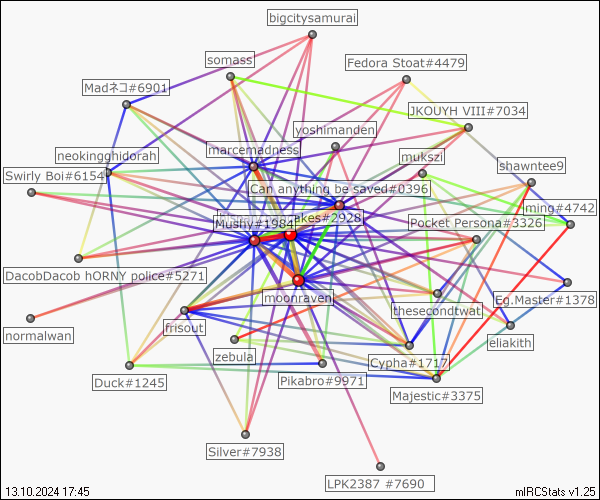 bigcitysamurai
somass
Fedora Stoat#4479
Madネコ#6901
JKOUYH VIII#7034
yoshimanden
marcemadness
neokingghidorah
mukszi
shawntee9
Swirly Boi#6154
Can anything be saved#0396
ming#4742
akes#2928
Mushy#1984
Pocket Persona#3326
DacobDacob hORNY police#5271
moonraven
Eg.Master#1378
thesecondtwat
normalwan
frisout
eliakith
zebula
Cypha#1717
Duck#1245
Pikabro#9971
Majestic#3375
Silver#7938
LPK2387 #7690
13.10.2024 17:45
mIRCStats v1.25